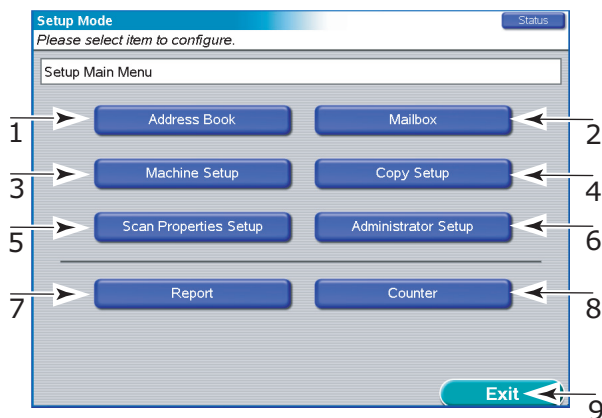 Setup Mode Status
Please select item to configure.
Setup Main Menu
1 Address Book Mailbox 2
3 Machine Setup Copy Setup 4
5 Scan Properties Setup Administrator Setup 6
7 Report Counter 8
Exit 9